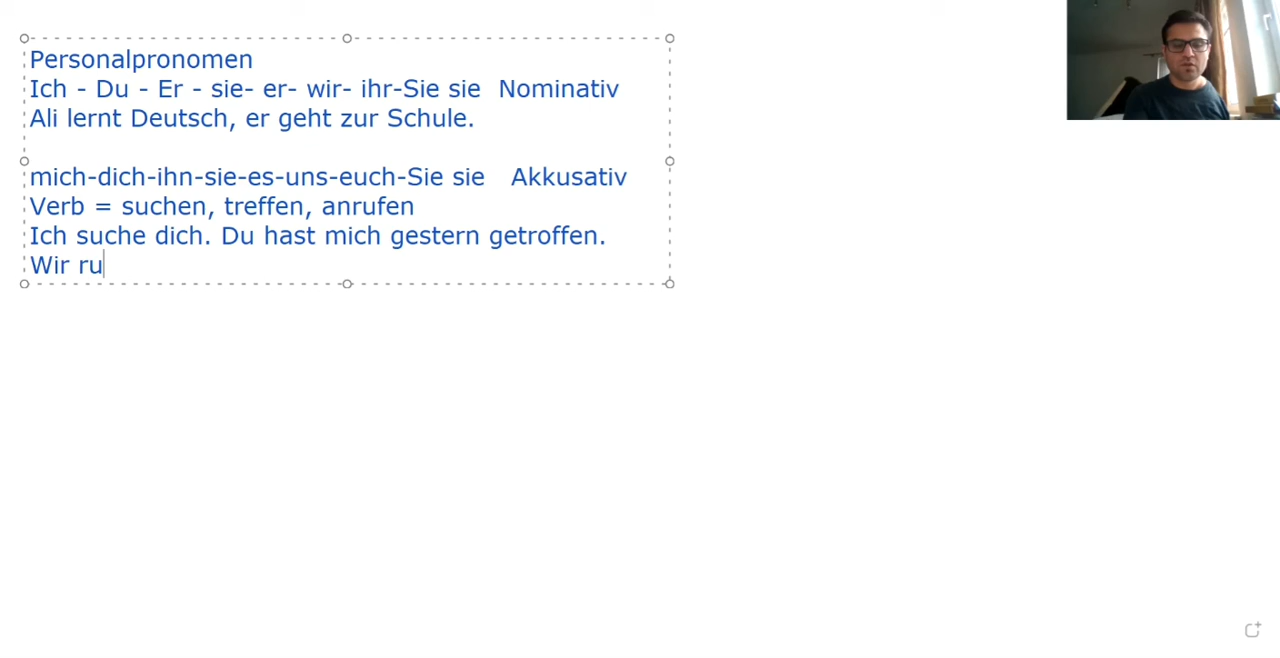 Personalpronomen
Ich - Du - Er - sie- er- wir- ihr-Sie sie  Nominativ
Ali lernt Deutsch, er geht zur Schule.
mich-dich-ihn-sie-es-uns-euch-Sie sie   Akkusativ
Verb = suchen, treffen, anrufen
Ich suche dich. Du hast mich gestern getroffen.
Wir ru